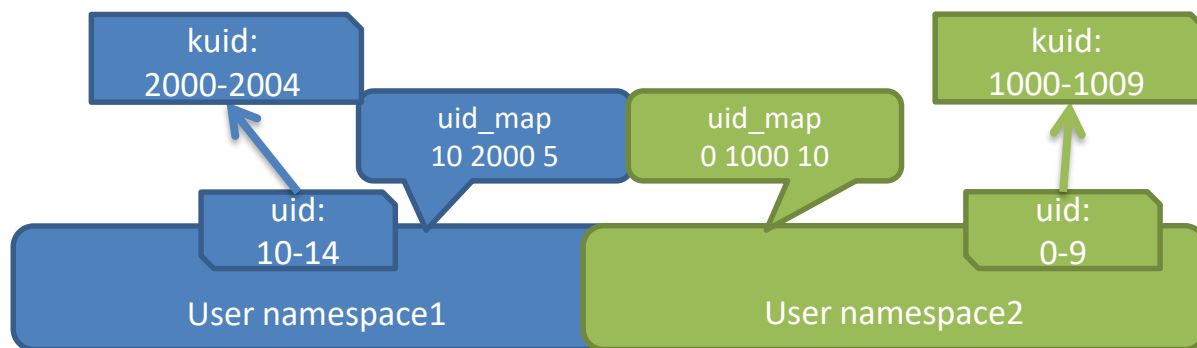 kuid:
2000-2004
kuid:
1000-1009
uid_map
10 2000 5
uid_map
0 1000 10
uid:
10-14
uid:
0-9
User namespace1
User namespace2